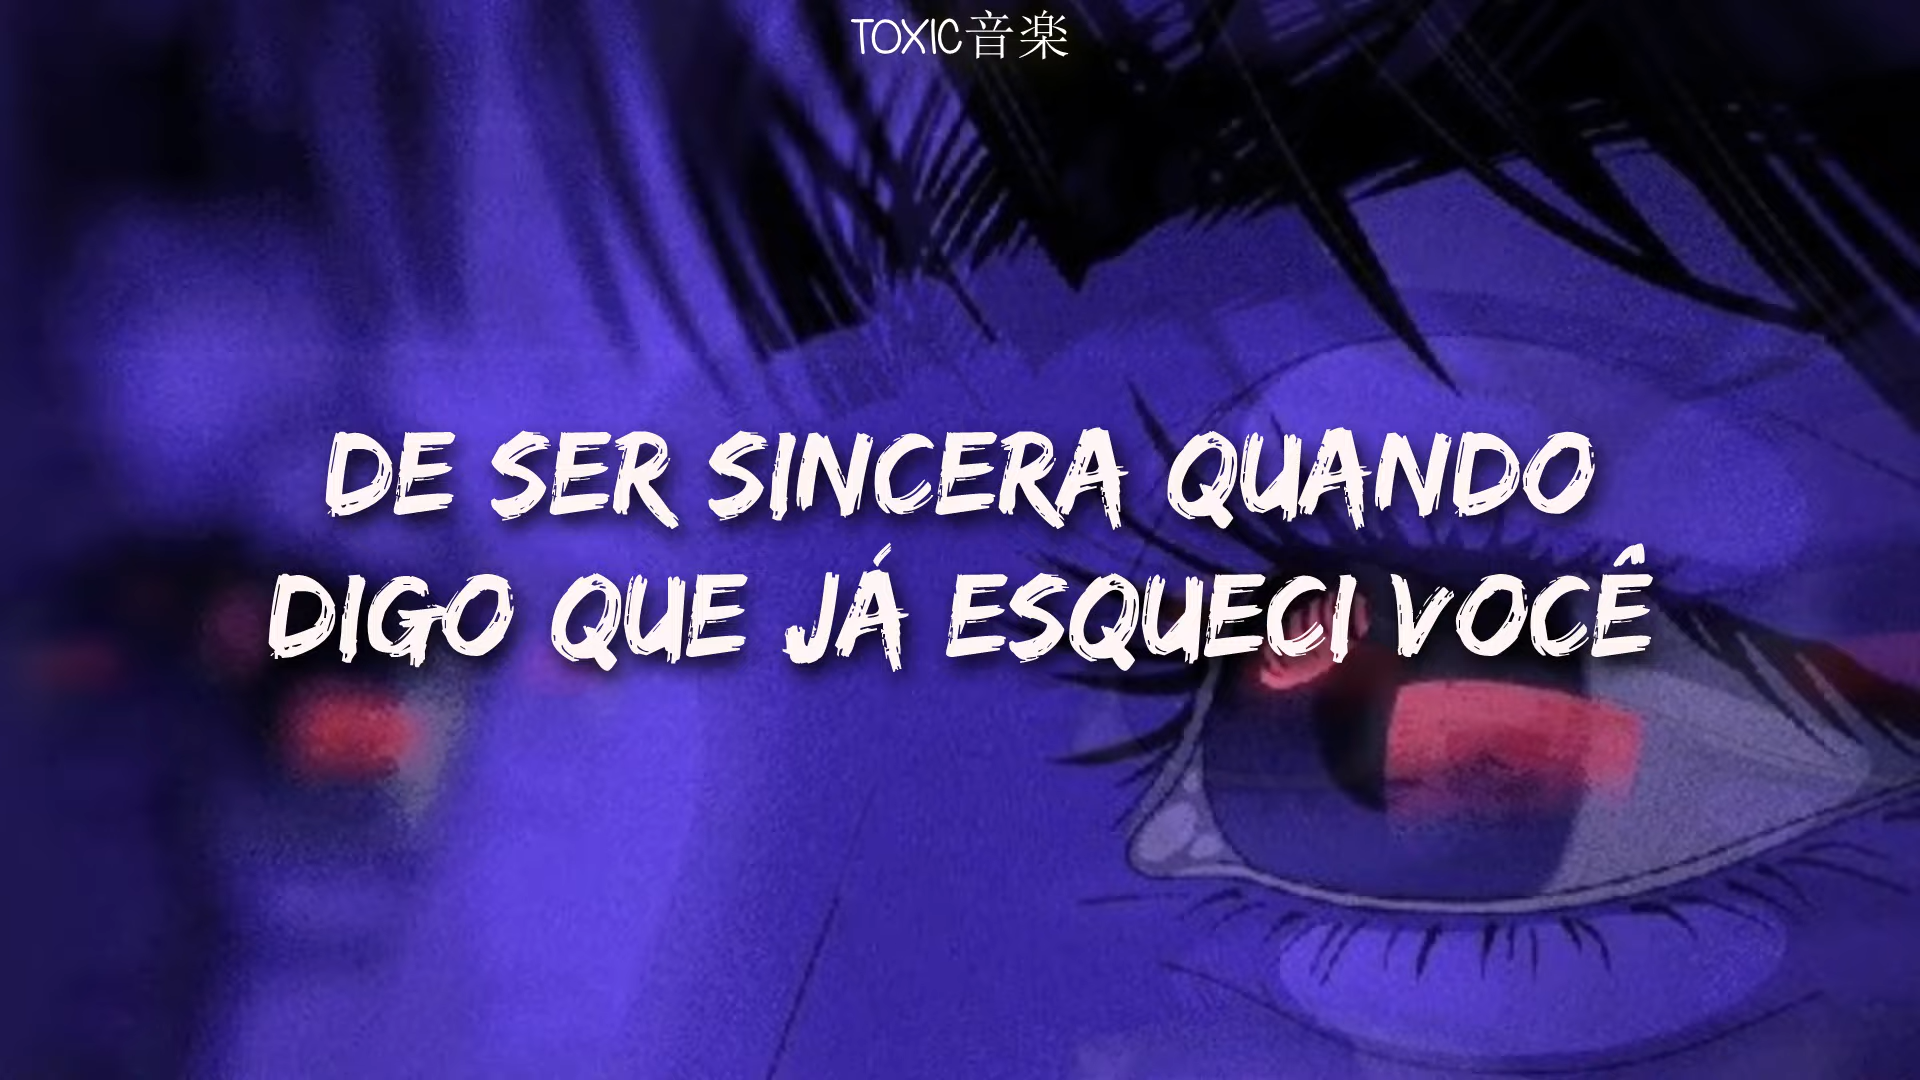 TOXIC音楽
DE SER SINCERA QUANDO
DIGO QUE JÁ ESQUECI VOCÊ